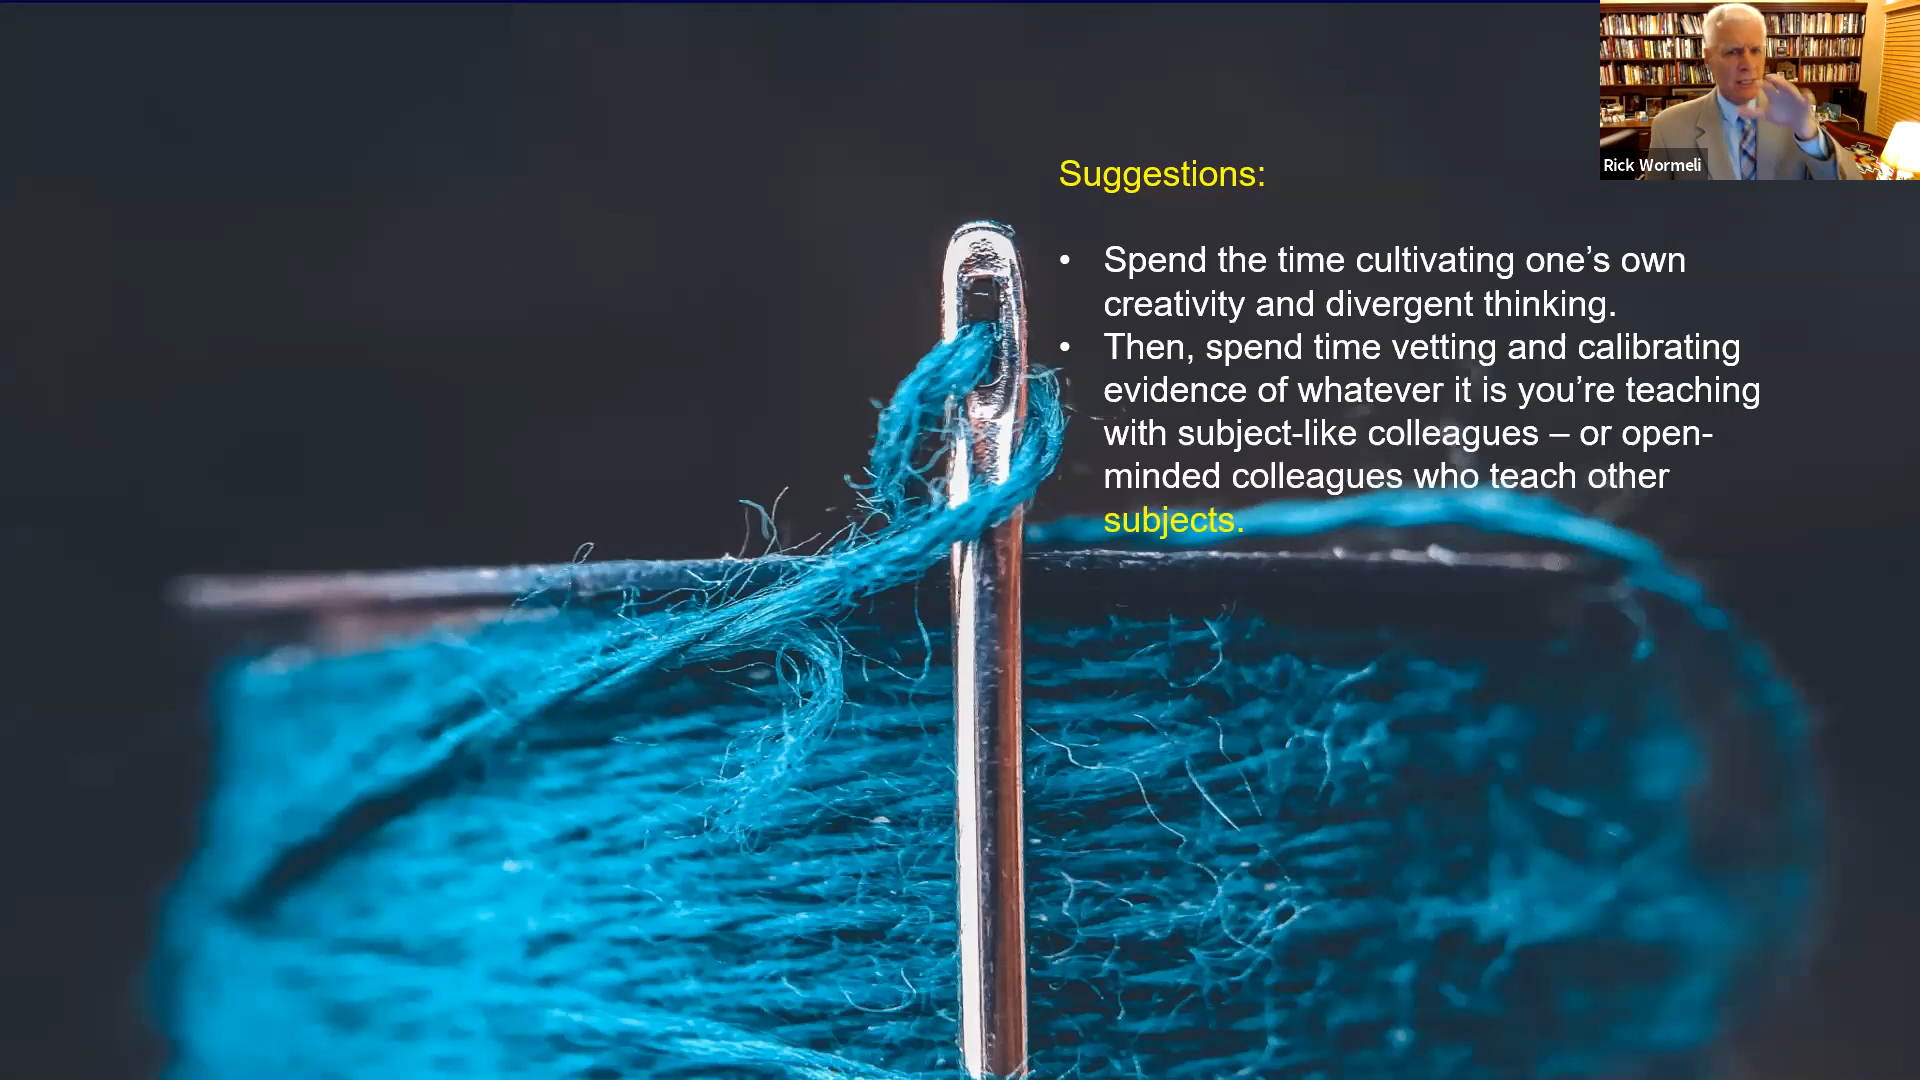 Rick Wormeli
Suggestions:
• Spend the time cultivating one’s own
creativity and divergent thinking.
• Then, spend time vetting and calibrating
evidence of whatever it is you’re teaching
with subject-like colleagues – or open-
minded colleagues who teach other
subjects.